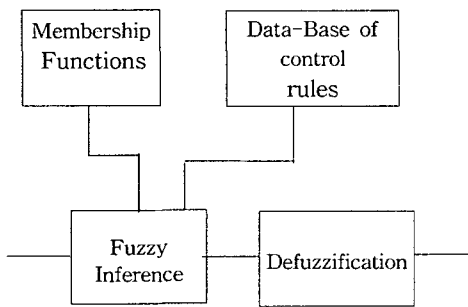 Membership
Functions
Data-Base of
control
rules
Fuzzy
Inference
Defuzzification